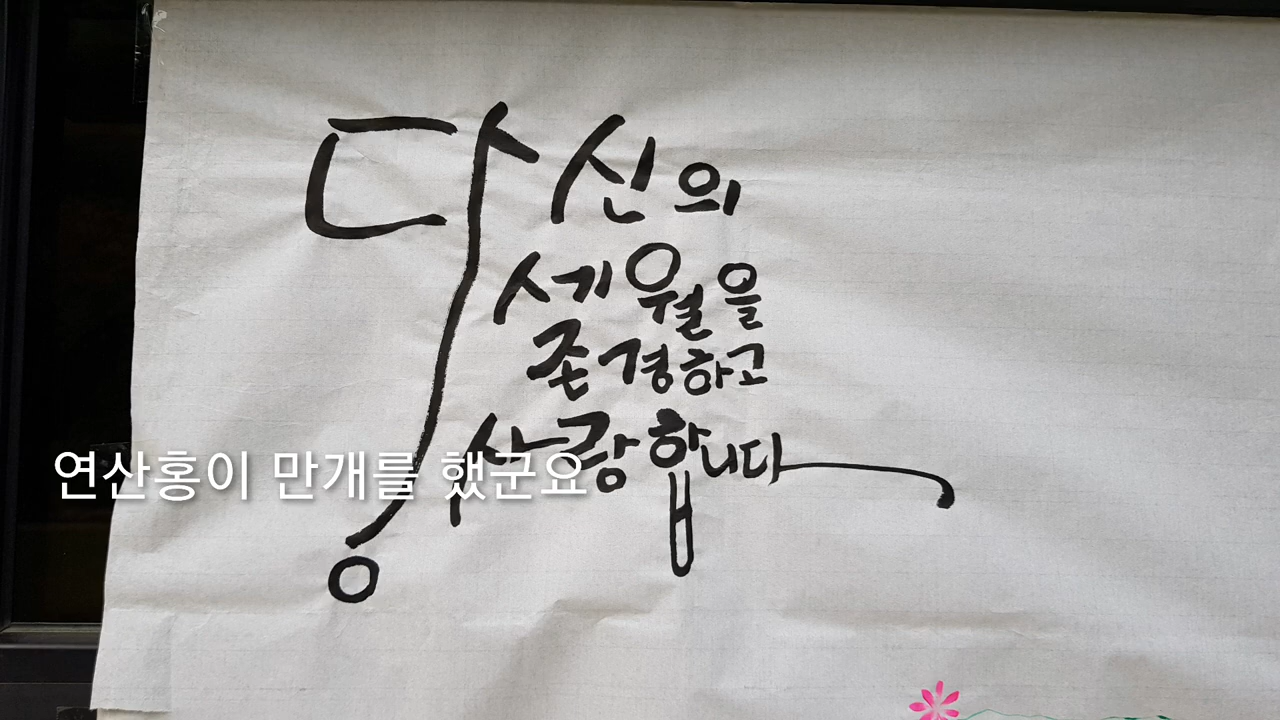 당신의
세월을
존경하고
사랑합니다
연산홍이 만개를 했군요